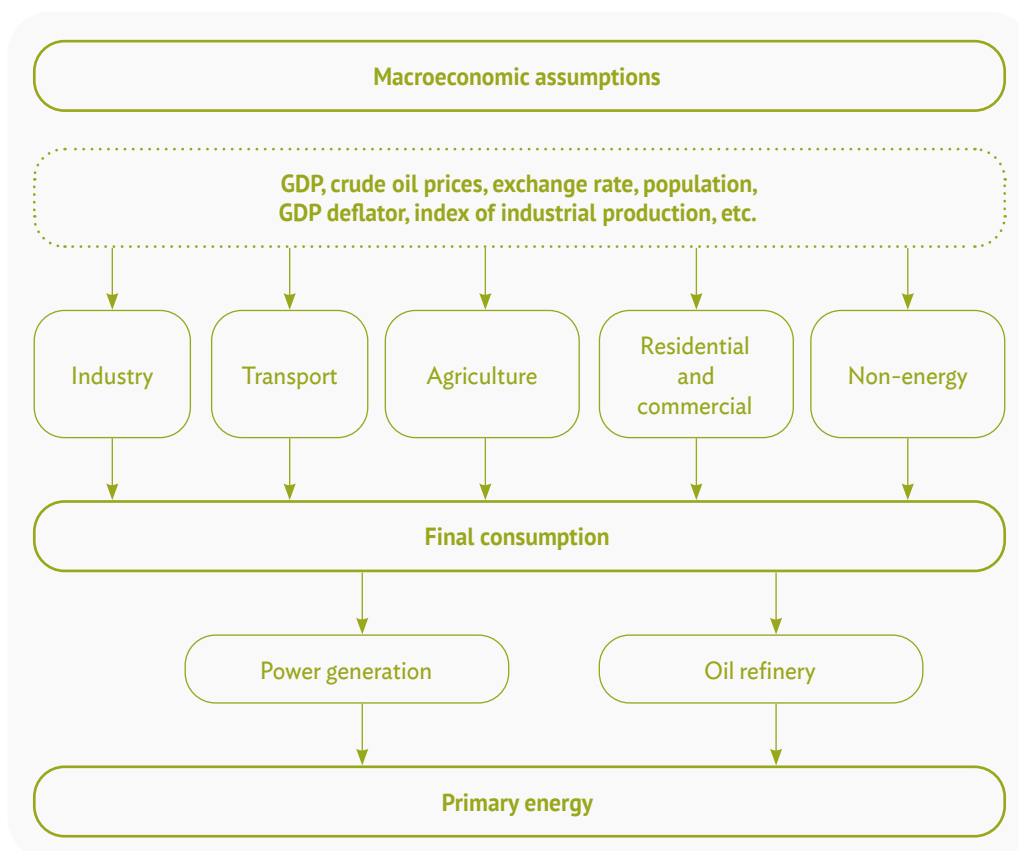 Macroeconomic assumptions
GDP, crude oil prices, exchange rate, population,
GDP deflator, index of industrial production, etc.
Industry
Transport
Agriculture
Residential
and
commercial
Non-energy
Final consumption
Power generation
Oil refinery
Primary energy